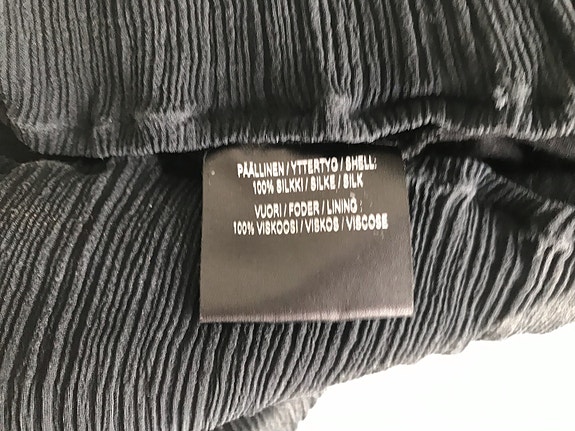 PÄÄLLINEN / YTTERTYG / SHELL:
100% SILKKI / SILKE / SILK
VUORI / FODER / LINING :
100% VISKOOSI / VISKOS / VISCOSE